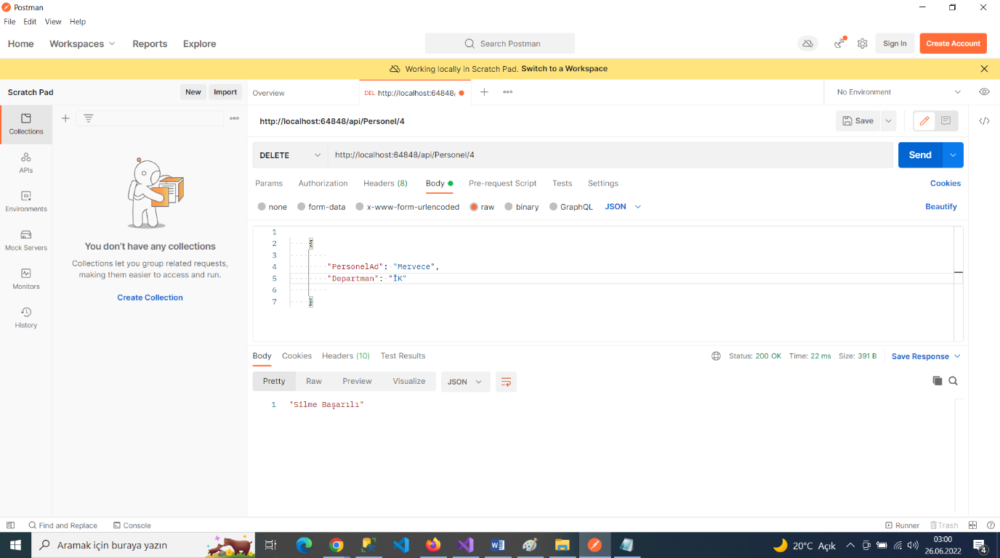 Postman
File Edit View Help
Home Workspaces Reports Explore Search Postman Sign In Create Account
Working locally in Scratch Pad. Switch to a Workspace
Scratch Pad New Import Overview DEL http://localhost:64848/ No Environment
http://localhost:64848/api/Personel/4 Save
Collections
DELETE http://localhost:64848/api/Personel/4 Send
APIs
Params Authorization Headers (8) Body Pre-request Script Tests Settings Cookies
Environments
none form-data x-www-form-urlencoded raw binary GraphQL JSON Beautify
Mock Servers
Monitors
History
You don't have any collections
Collections let you group related requests,
making them easier to access and run.
Create Collection
1
2 {
3
4 "PersonelAd": "Mervece",
5 "Departman": "İK"
6
7 }
Body Cookies Headers (10) Test Results Status: 200 OK Time: 22 ms Size: 391 B Save Response
Pretty Raw Preview Visualize JSON
1 "Silme Başarılı"
Find and Replace Console Runner Trash
Aramak için buraya yazın 20°C Açık 03:00
26.06.2022
4